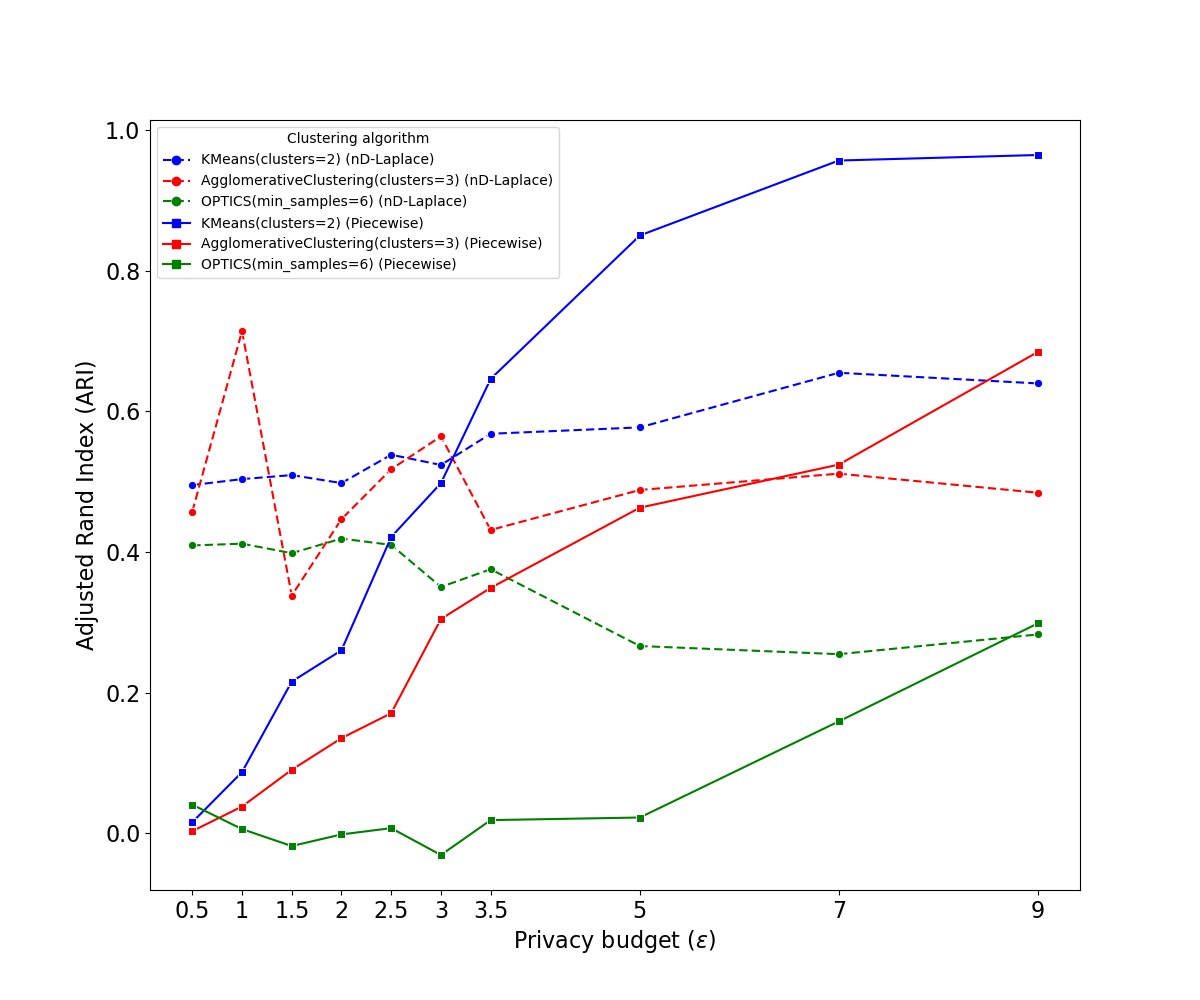 Clustering algorithm
KMeans(clusters=2) (nD-Laplace)
AgglomerativeClustering(clusters=3) (nD-Laplace)
OPTICS(min_samples=6) (nD-Laplace)
KMeans(clusters=2) (Piecewise)
AgglomerativeClustering(clusters=3) (Piecewise)
OPTICS(min_samples=6) (Piecewise)
Adjusted Rand Index (ARI)
1.0
0.8
0.6
0.4
0.2
0.0
0.5 1 1.5 2 2.5 3 3.5 5 7 9
Privacy budget (ε)